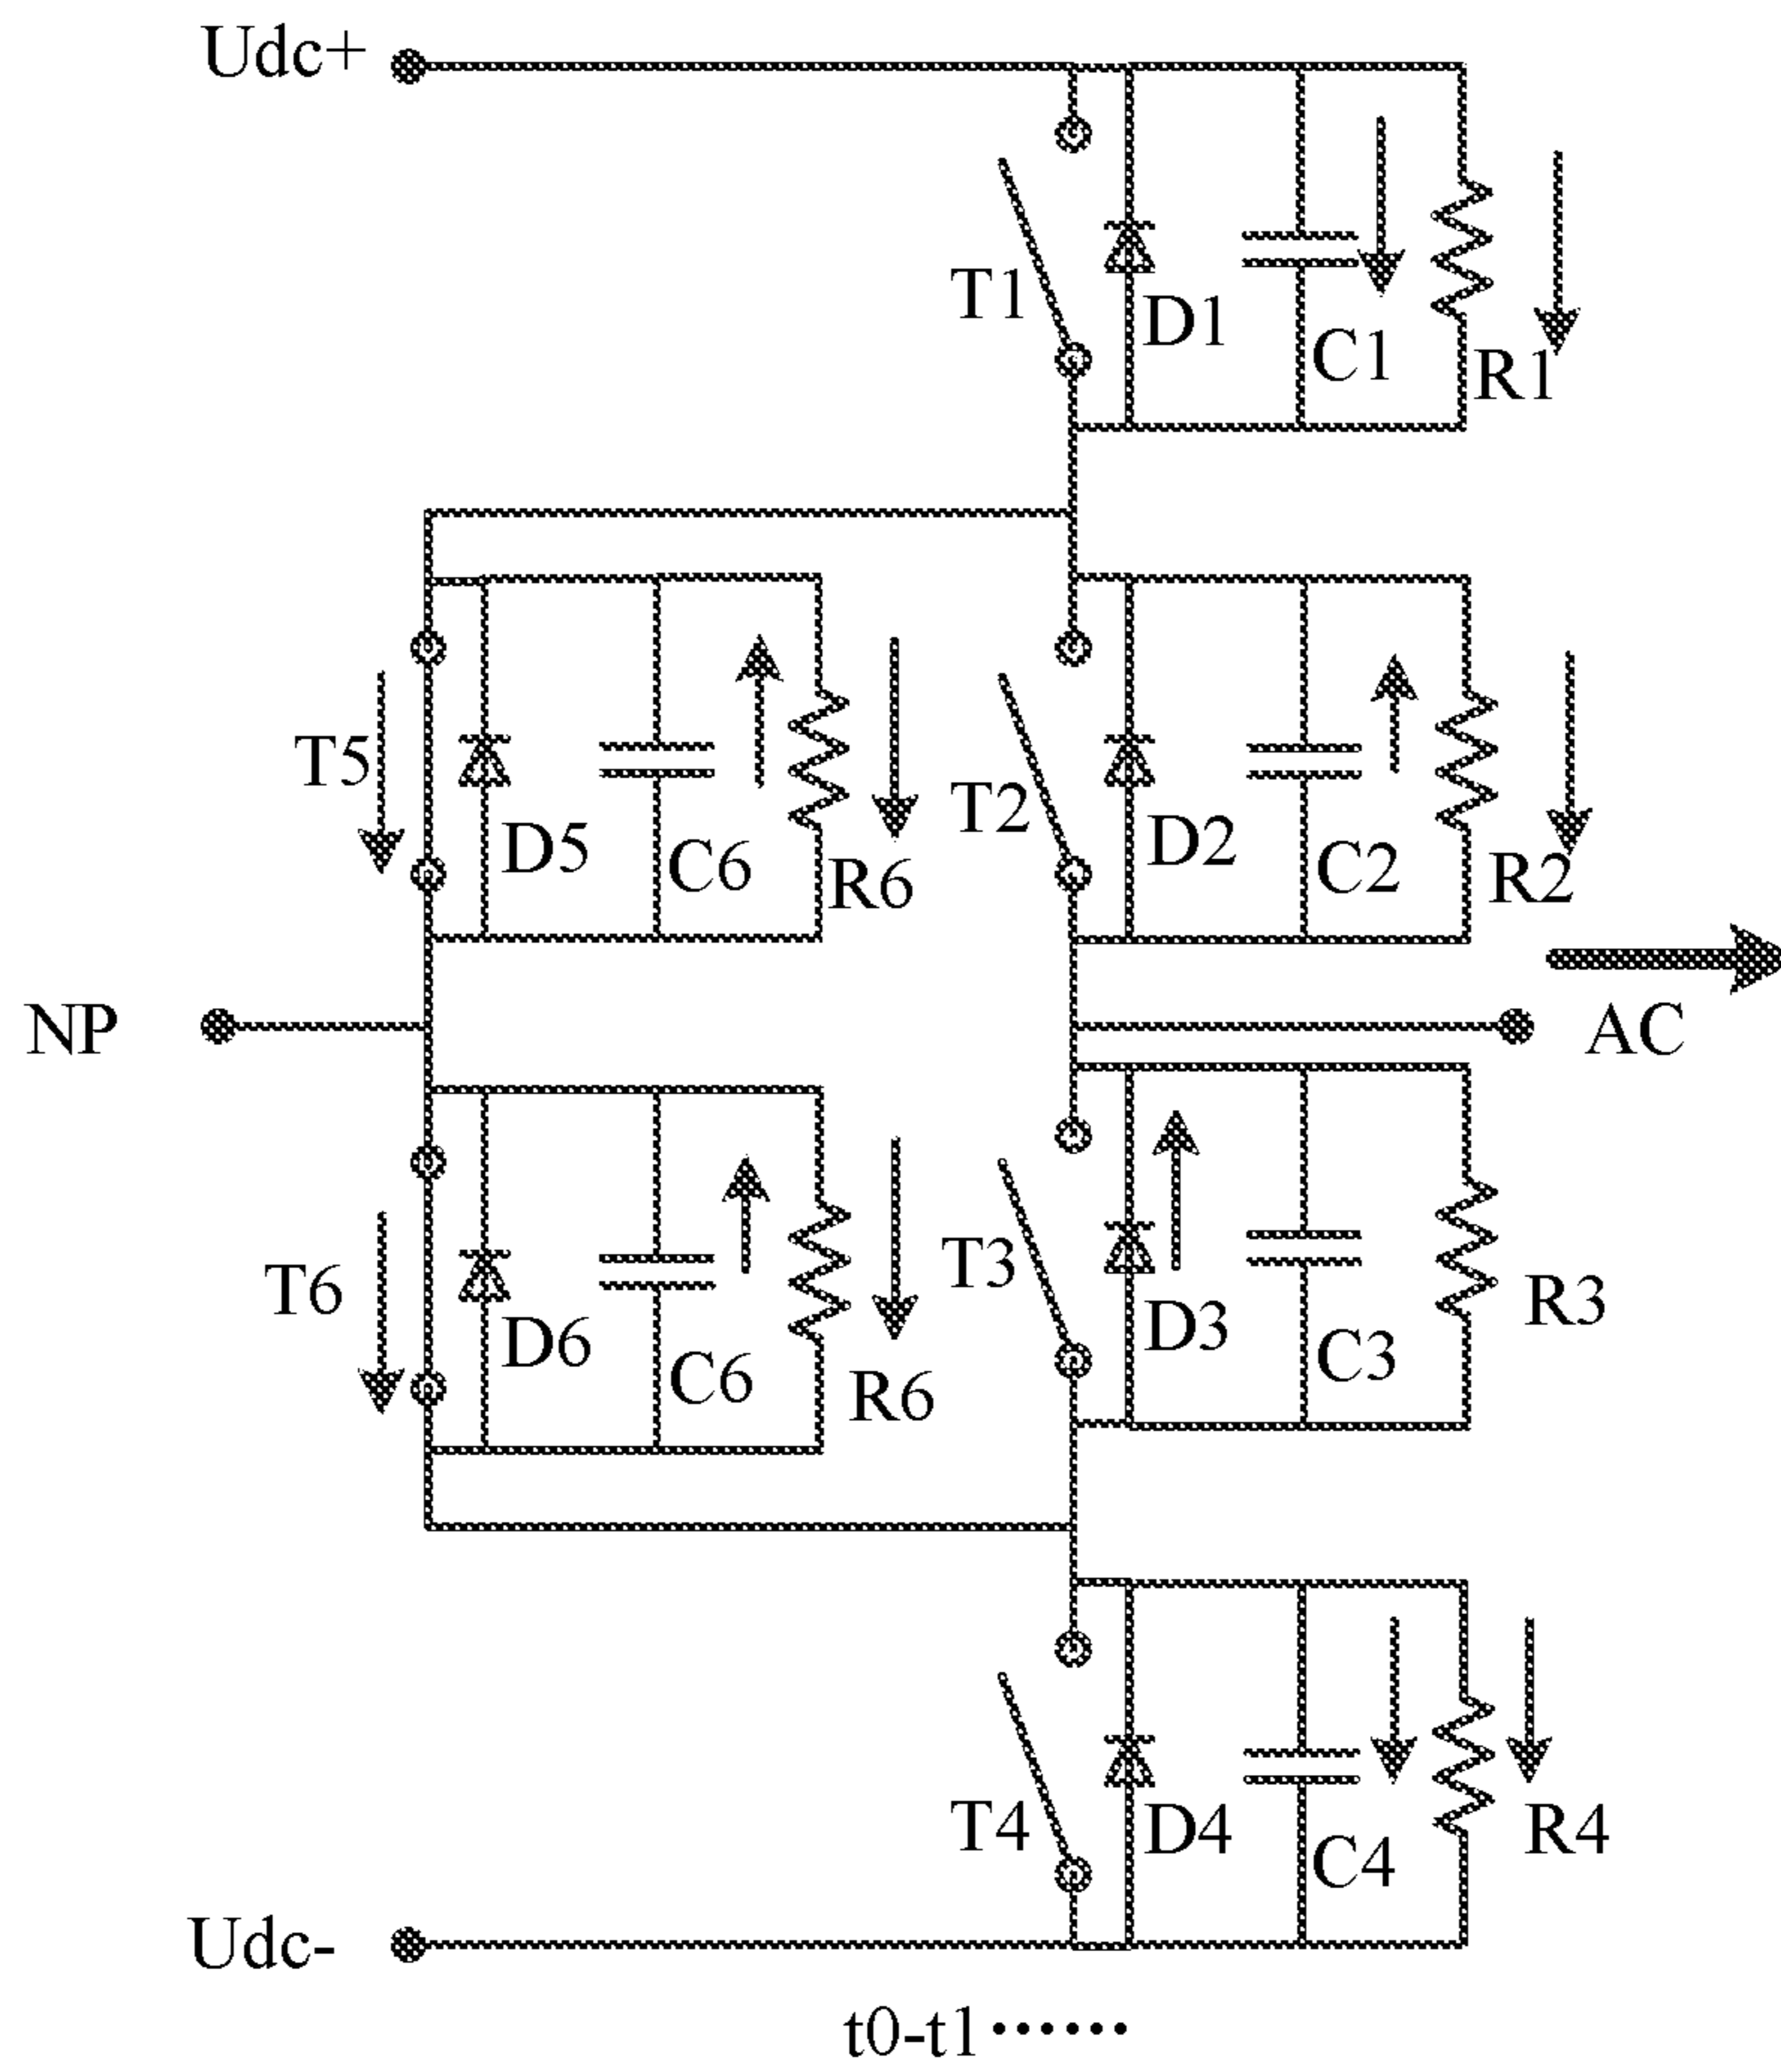 Udc+
T1
D1
C1
R1
T5
D5
C6
R6
T2
D2
C2
R2
NP
AC
T6
D6
C6
R6
T3
D3
C3
R3
T4
D4
C4
R4
Udc-
t0-t1······